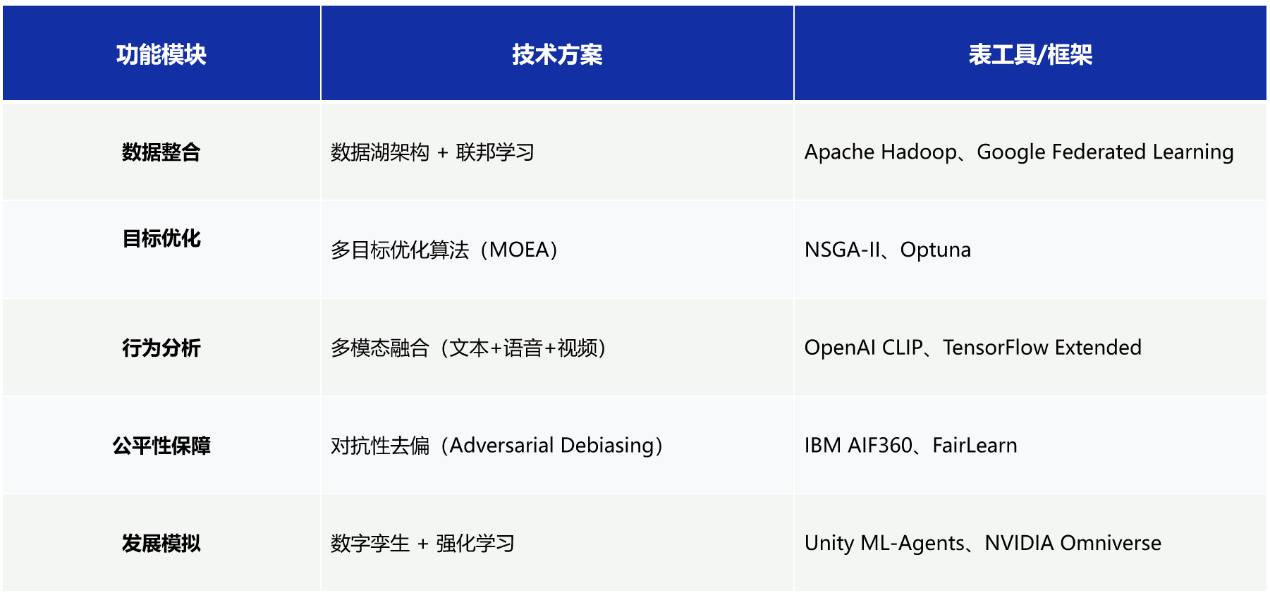 功能模块 技术方案 表工具/框架
数据整合 数据湖架构 + 联邦学习 Apache Hadoop、Google Federated Learning
目标优化 多目标优化算法（MOEA） NSGA-II、Optuna
行为分析 多模态融合（文本+语音+视频） OpenAI CLIP、TensorFlow Extended
公平性保障 对抗性去偏（Adversarial Debiasing） IBM AIF360、FairLearn
发展模拟 数字孪生 + 强化学习 Unity ML-Agents、NVIDIA Omniverse